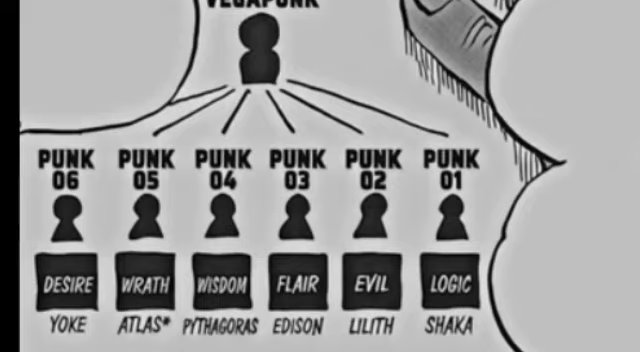 VEGAPUNK
PUNK 06 PUNK 05 PUNK 04 PUNK 03 PUNK 02 PUNK 01
DESIRE WRATH WISDOM FLAIR EVIL LOGIC
YOKE ATLAS* PYTHAGORAS EDISON LILITH SHAKA